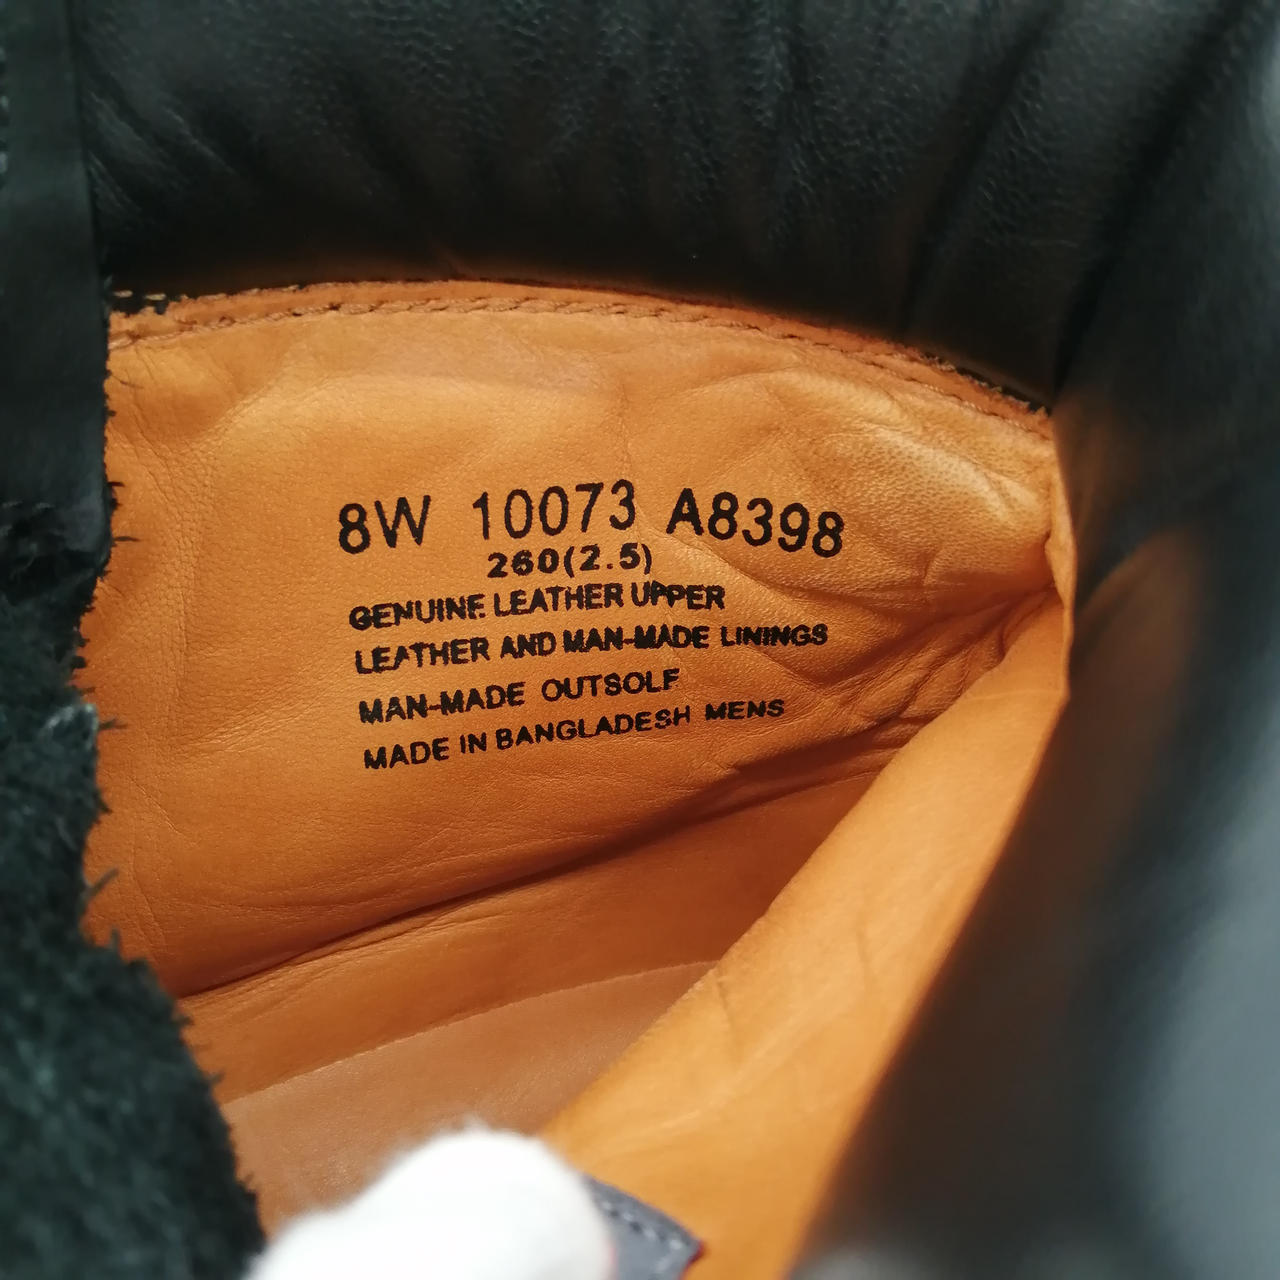 8W 10073 A8398
260(2.5)
GENUINE LEATHER UPPER
LEATHER AND MAN-MADE LININGS
MAN-MADE OUTSOLE
MADE IN BANGLADESH MENS